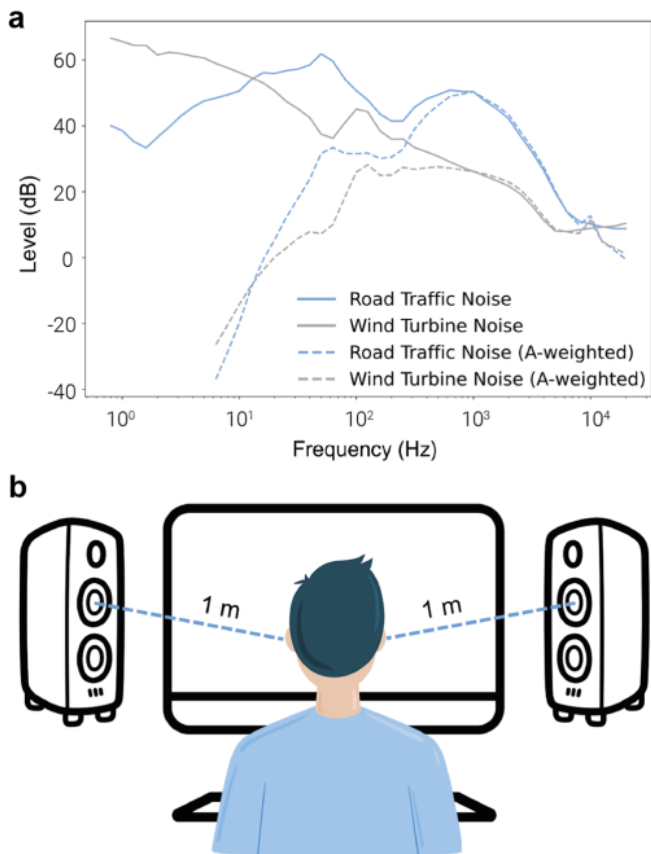 a
60
40
20
0
-20
-40
Level (dB)
Road Traffic Noise
Wind Turbine Noise
Road Traffic Noise (A-weighted)
Wind Turbine Noise (A-weighted)
10⁰ 10¹ 10² 10³ 10⁴
Frequency (Hz)
b
1 m 1 m